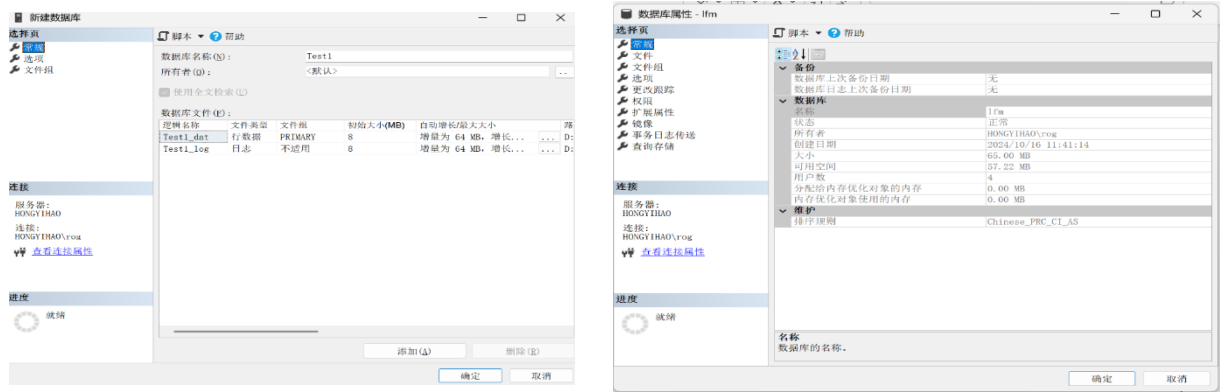 新建数据库
选择页
常规
选项
文件组
脚本 帮助
数据库名称(N): Test1
所有者(O): <默认> ..
使用全文检索(U)
数据库文件(F):
逻辑名称 文件类型 文件组 初始大小(MB) 自动增长/最大大小 路
Test1_dat 行数据 PRIMARY 8 增量为 64 MB, 增长... ... D:
Test1_log 日志 不适用 8 增量为 64 MB, 增长... ... D:
连接
服务器:
HONGYIHAO
连接:
HONGYIHAO\rog
查看连接属性
进度
就绪
添加(A) 删除(R)
确定 取消
数据库属性 - lfm
选择页
常规
文件
文件组
选项
更改跟踪
权限
扩展属性
镜像
事务日志传送
查询存储
脚本 帮助
备份
数据库上次备份日期 无
数据库日志上次备份日期 无
数据库
名称 lfm
状态 正常
所有者 HONGYIHAO\rog
创建日期 2024/10/16 11:41:14
大小 65.00 MB
可用空间 57.22 MB
用户数 4
分配给内存优化对象的内存 0.00 MB
内存优化对象使用的内存 0.00 MB
维护
排序规则 Chinese_PRC_CI_AS
连接
服务器:
HONGYIHAO
连接:
HONGYIHAO\rog
查看连接属性
进度
就绪
名称
数据库的名称。
确定 取消